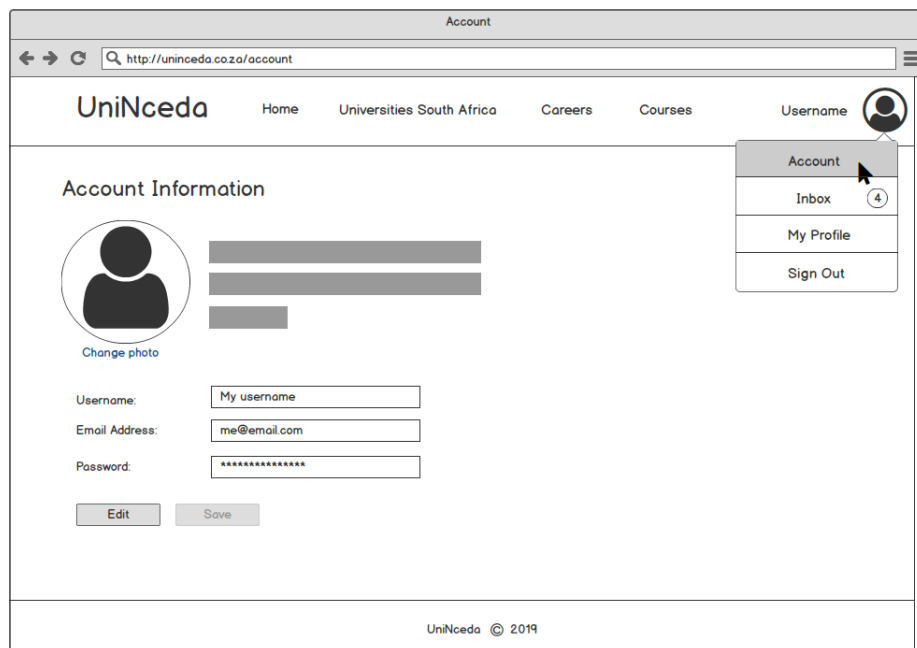 Account
http://uninceda.co.za/account
UniNceda Home Universities South Africa Careers Courses Username
Account
Inbox 4
My Profile
Sign Out
Account Information
Change photo
Username: My username
Email Address: me@email.com
Password: ***************
Edit Save
UniNceda © 2019